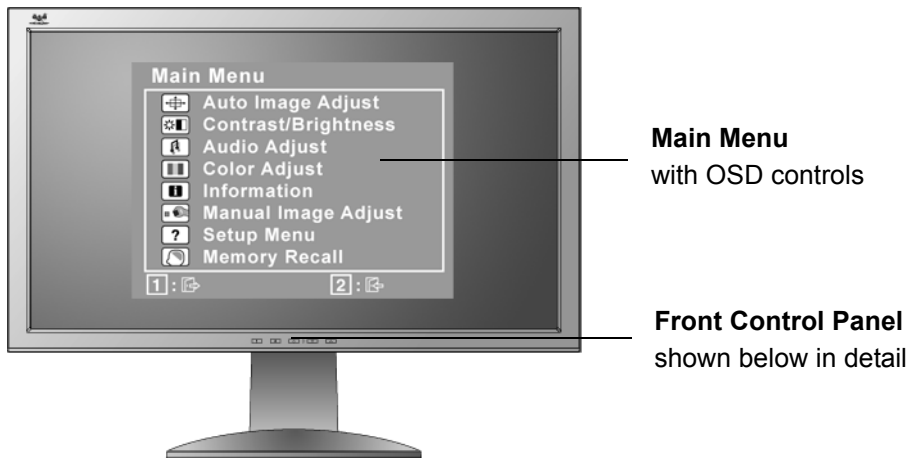 Main Menu
Auto Image Adjust
Contrast/Brightness
Audio Adjust
Color Adjust
Information
Manual Image Adjust
? Setup Menu
Memory Recall
1 : 2 :
Main Menu
with OSD controls
Front Control Panel
shown below in detail